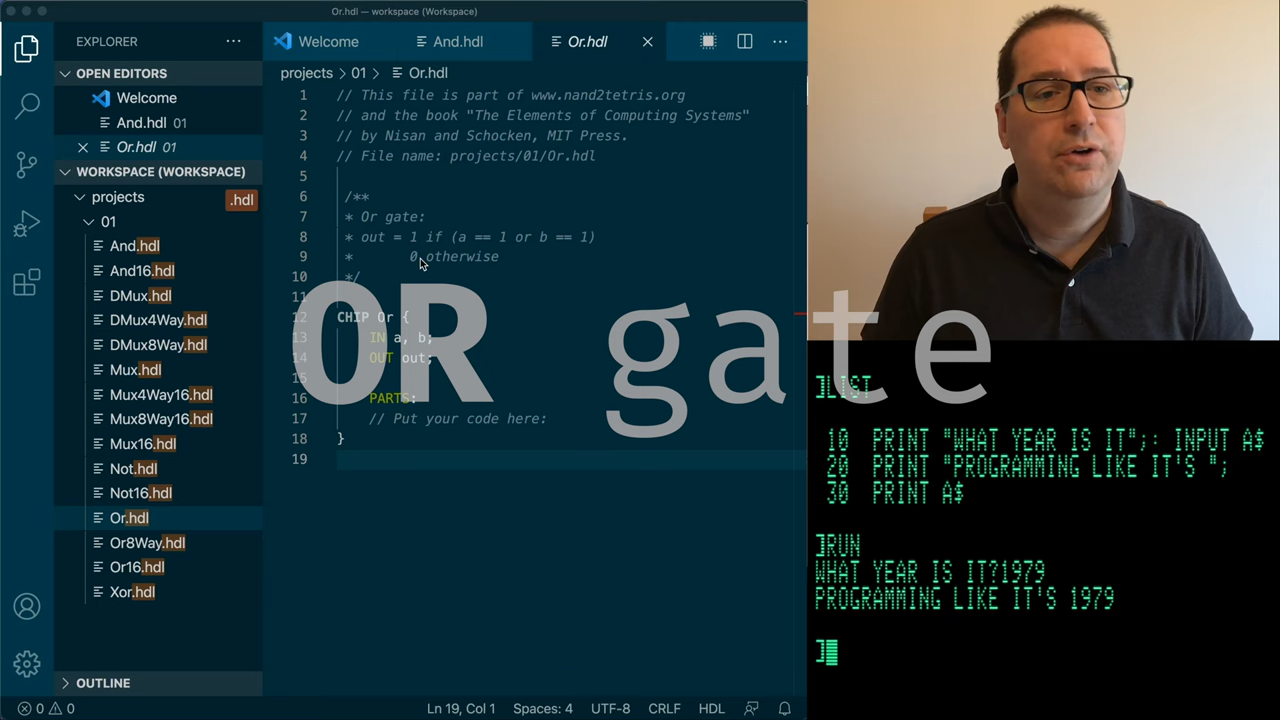 Or.hdl — workspace (Workspace)
EXPLORER
OPEN EDITORS
Welcome
And.hdl 01
Or.hdl 01
WORKSPACE (WORKSPACE)
projects
.hdl
01
And.hdl
And16.hdl
DMux.hdl
DMux4Way.hdl
DMux8Way.hdl
Mux.hdl
Mux4Way16.hdl
Mux8Way16.hdl
Mux16.hdl
Not.hdl
Not16.hdl
Or.hdl
Or8Way.hdl
Or16.hdl
Xor.hdl
OUTLINE
Welcome
And.hdl
Or.hdl
projects > 01 > Or.hdl
1 // This file is part of www.nand2tetris.org
2 // and the book "The Elements of Computing Systems"
3 // by Nisan and Schocken, MIT Press.
4 // File name: projects/01/Or.hdl
5
6 /**
7 * Or gate:
8 * out = 1 if (a == 1 or b == 1)
9 * 0 otherwise
10 */
11
12 CHIP Or {
13 IN a, b;
14 OUT out;
15
16 PARTS:
17 // Put your code here:
18 }
19
OR gate
0 0
Ln 19, Col 1
Spaces: 4
UTF-8
CRLF
HDL
]LIST
10 PRINT "WHAT YEAR IS IT";: INPUT A$
20 PRINT "PROGRAMMING LIKE IT'S ";
30 PRINT A$
]RUN
WHAT YEAR IS IT?1979
PROGRAMMING LIKE IT'S 1979
]